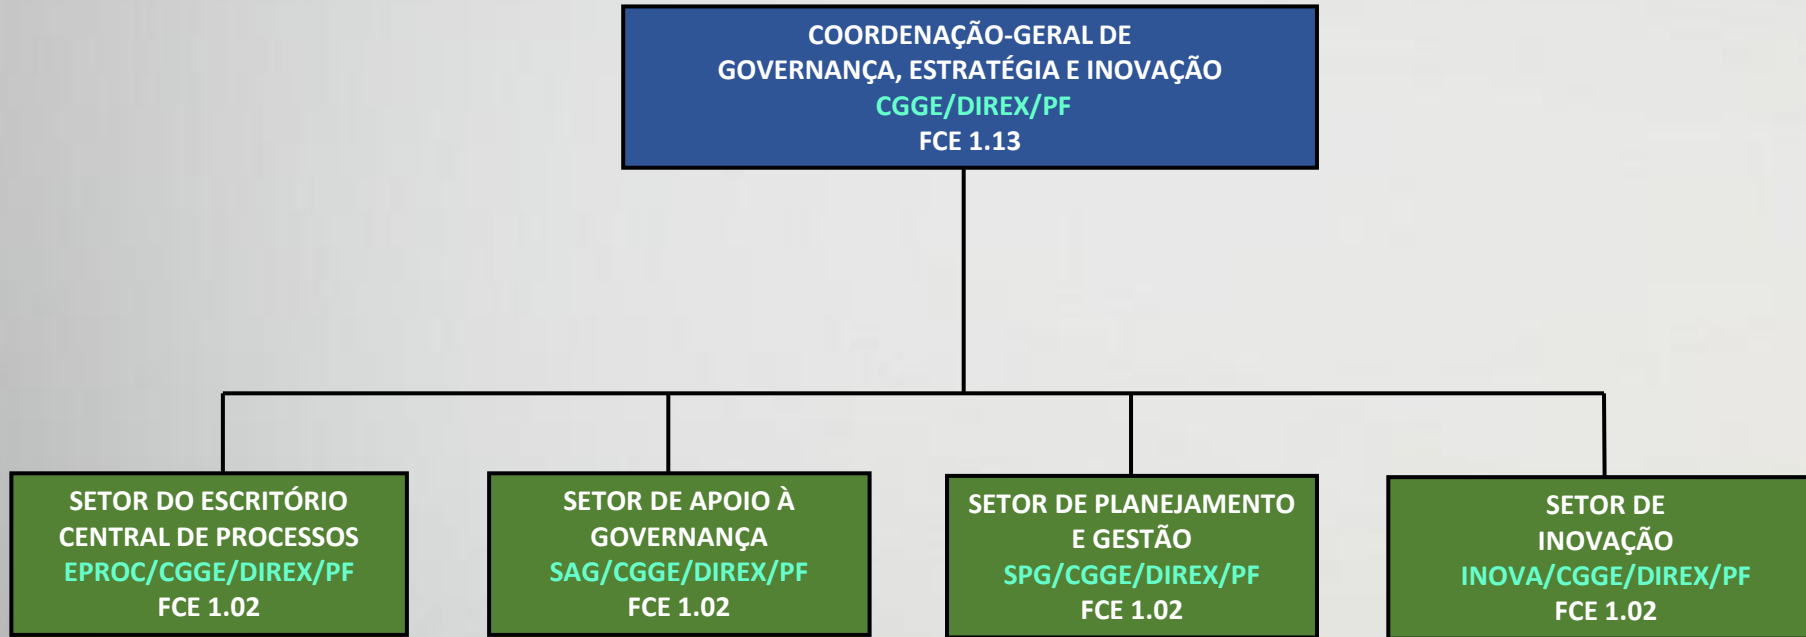 COORDENAÇÃO-GERAL DE
GOVERNANÇA, ESTRATÉGIA E INOVAÇÃO
CGGE/DIREX/PF
FCE 1.13
SETOR DO ESCRITÓRIO
CENTRAL DE PROCESSOS
EPROC/CGGE/DIREX/PF
FCE 1.02
SETOR DE APOIO À
GOVERNANÇA
SAG/CGGE/DIREX/PF
FCE 1.02
SETOR DE PLANEJAMENTO
E GESTÃO
SPG/CGGE/DIREX/PF
FCE 1.02
SETOR DE
INOVAÇÃO
INOVA/CGGE/DIREX/PF
FCE 1.02